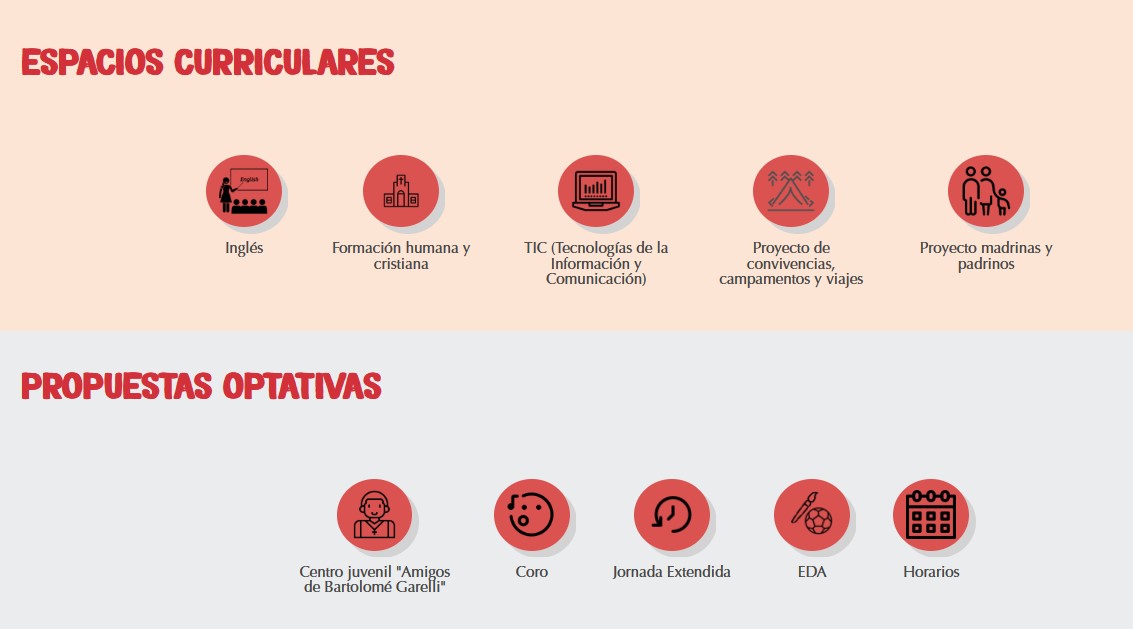 ESPACIOS CURRICULARES
English
Inglés
Formación humana y
cristiana
TIC (Tecnologías de la
Información y
Comunicación)
Proyecto de
convivencias,
campamentos y viajes
Proyecto madrinas y
padrinos
PROPUESTAS OPTATIVAS
Centro juvenil "Amigos
de Bartolomé Garelli"
Coro
Jornada Extendida
EDA
Horarios